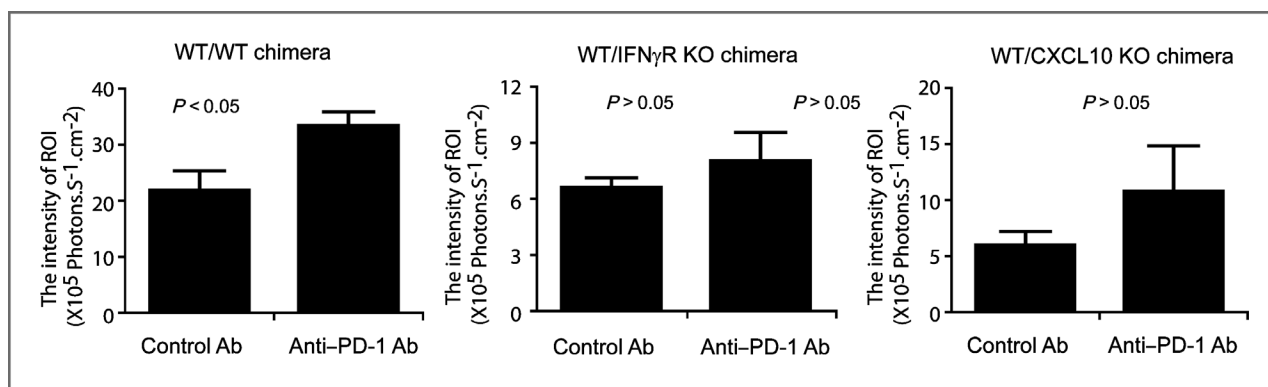 WT/WT chimera
The intensity of ROI
(X10⁵ Photons.S⁻¹.cm⁻²)
40
30
20
10
0
P < 0.05
Control Ab
Anti–PD-1 Ab
WT/IFNγR KO chimera
The intensity of ROI
(X10⁵ Photons.S⁻¹.cm⁻²)
12
9
6
3
0
P > 0.05
P > 0.05
Control Ab
Anti–PD-1 Ab
WT/CXCL10 KO chimera
The intensity of ROI
(X10⁵ Photons.S⁻¹.cm⁻²)
20
15
10
5
0
P > 0.05
Control Ab
Anti–PD-1 Ab